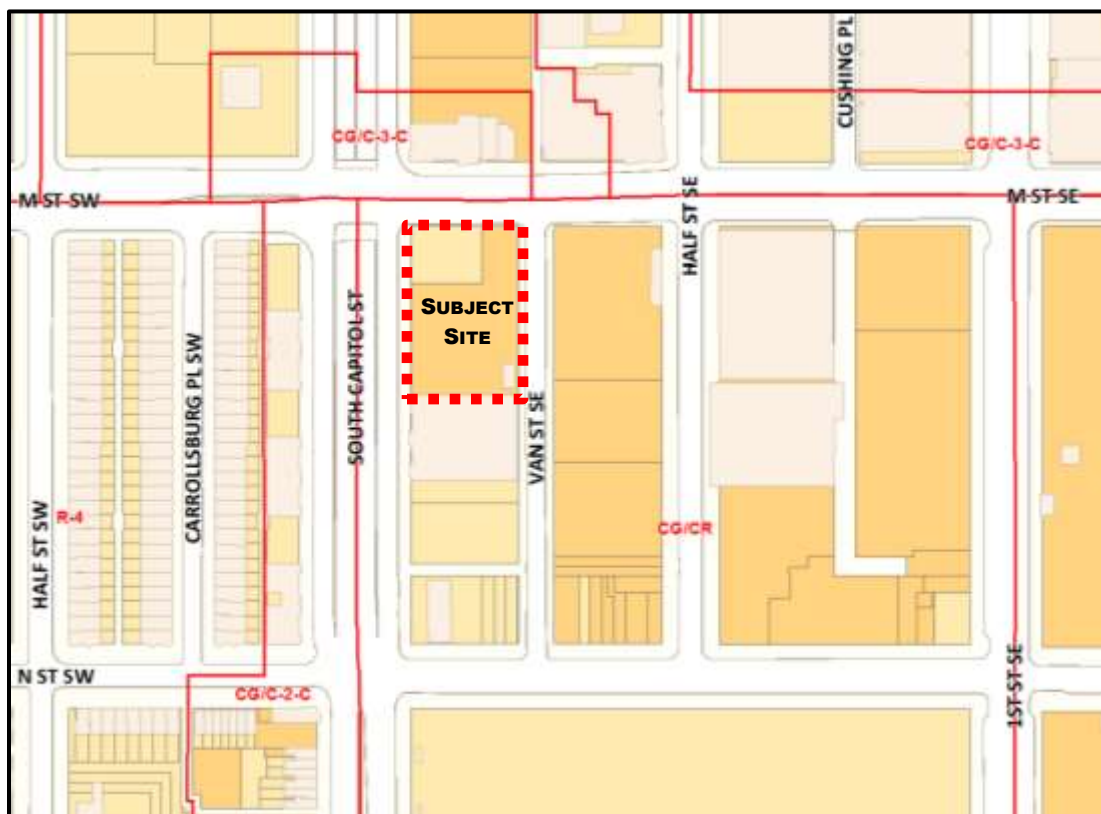 CUSHING PL
CG/C-3-C
CG/C-3-C
M ST SW
M ST SE
HALF ST SE
SUBJECT
SITE
SOUTH CAPITOL ST
CARROLLSBURG PL SW
VAN ST SE
HALF ST SW
R-4
CG/CR
N ST SW
CG/C-2-C
1ST ST SE